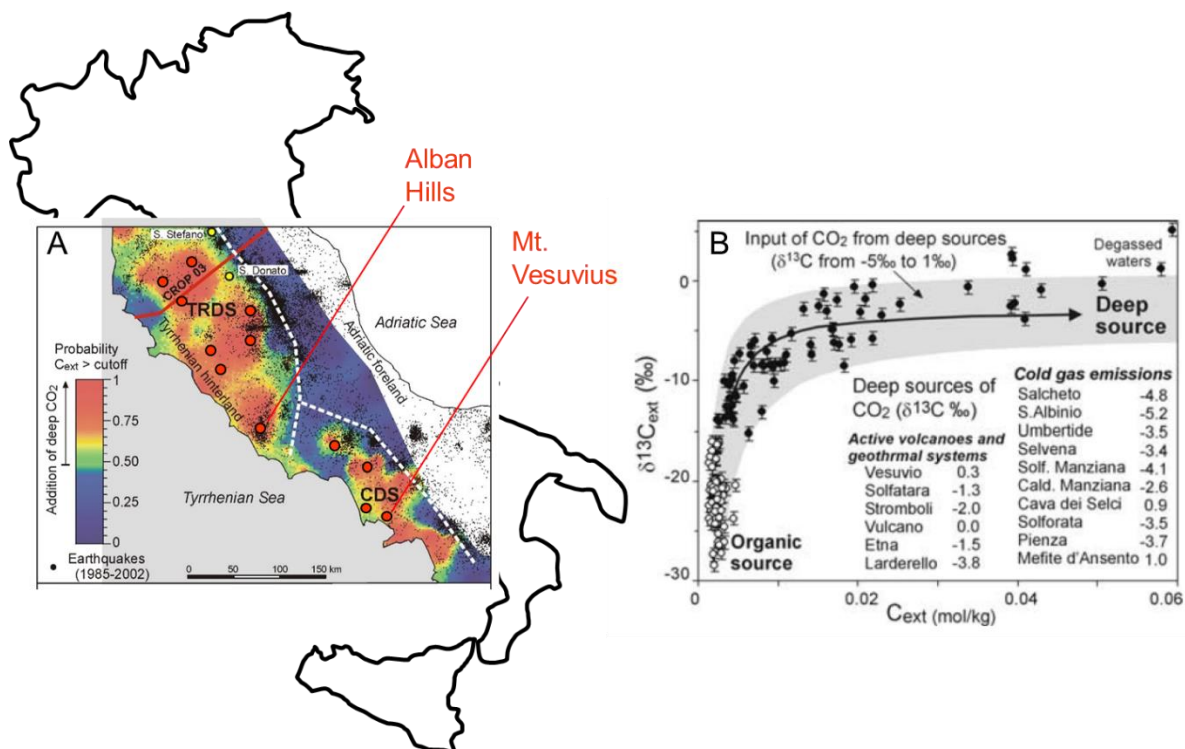 Alban
Hills
Mt.
Vesuvius
A
S. Stefano
S. Donato
CROP 03
TRDS
Adriatic Sea
Adriatic foreland
Tyrrhenian hinterland
Probability
Cext > cutoff
Addition of deep CO2
1
0.75
0.50
0.25
0
Tyrrhenian Sea
CDS
Earthquakes
(1985-2002)
0 50 100 150 km
B
Input of CO2 from deep sources
(δ13C from -5‰ to 1‰)
Degassed
waters
Deep
source
Deep sources of
CO2 (δ13C ‰)
Active volcanoes and
geothrmal systems
Vesuvio 0.3
Solfatara -1.3
Stromboli -2.0
Vulcano 0.0
Etna -1.5
Larderello -3.8
Cold gas emissions
Salcheto -4.8
S.Albinio -5.2
Umbertide -3.5
Selvena -3.4
Solf. Manziana -4.1
Cald. Manziana -2.6
Cava dei Selci 0.9
Solforata -3.5
Pienza -3.7
Mefite d'Ansento 1.0
Organic
source
δ13Cext (‰)
0
-10
-20
-30
0 0.02 0.04 0.06
Cext (mol/kg)